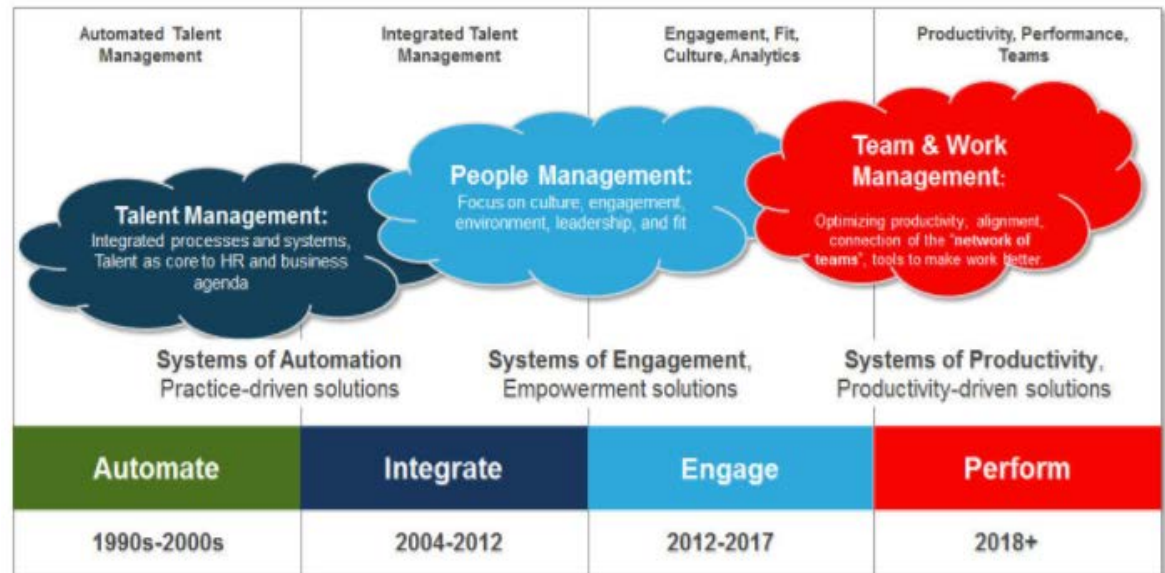 Automated Talent
Management
Integrated Talent
Management
Engagement, Fit,
Culture, Analytics
Productivity, Performance,
Teams
Talent Management:
Integrated processes and systems,
Talent as core to HR and business
agenda
People Management:
Focus on culture, engagement,
environment, leadership, and fit
Team & Work
Management:
Optimizing productivity, alignment,
connection of the "network of
teams", tools to make work better.
Systems of Automation
Practice-driven solutions
Systems of Engagement,
Empowerment solutions
Systems of Productivity,
Productivity-driven solutions
Automate
Integrate
Engage
Perform
1990s-2000s
2004-2012
2012-2017
2018+